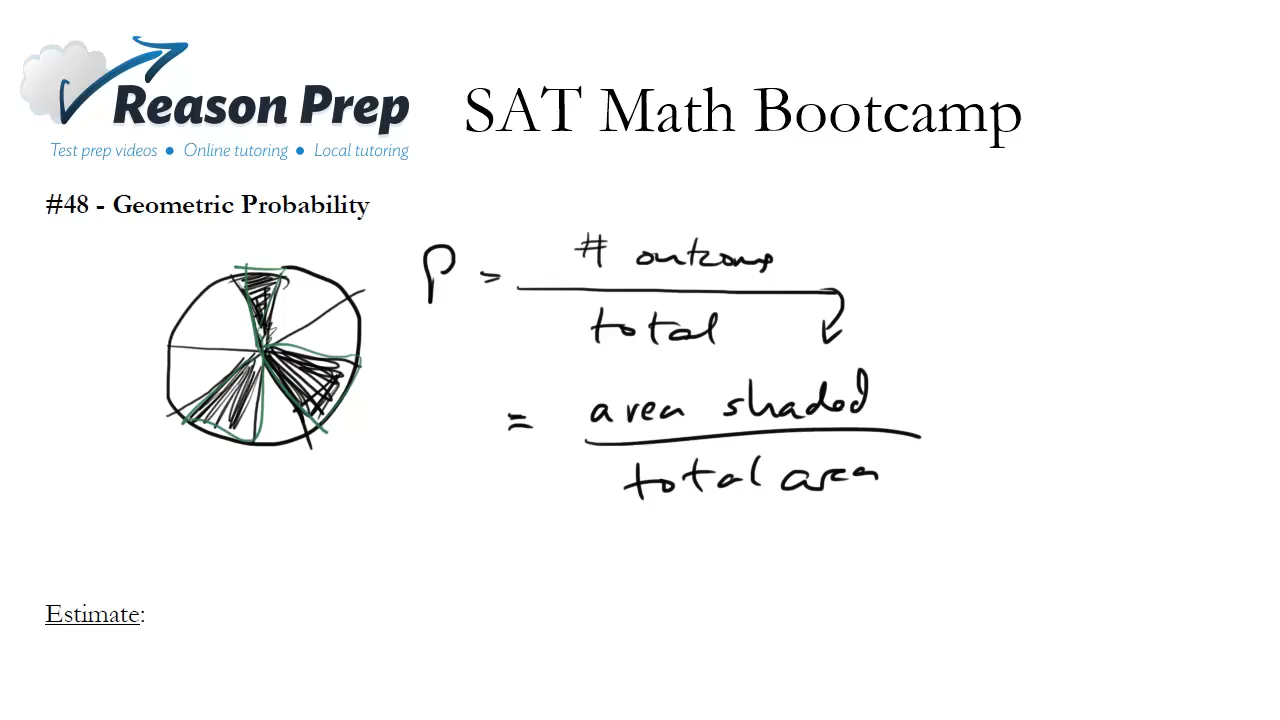 Reason Prep
Test prep videos • Online tutoring • Local tutoring
SAT Math Bootcamp
#48 - Geometric Probability
P = # outcomes
total
= area shaded
total area
Estimate: